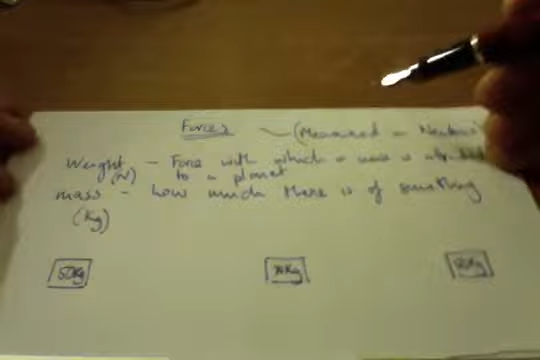 Forces - (Measured in Newtons)
Weight - Force with which a mass is
(N) to a planet
mass - how much there is of something
(Kg)
50Kg